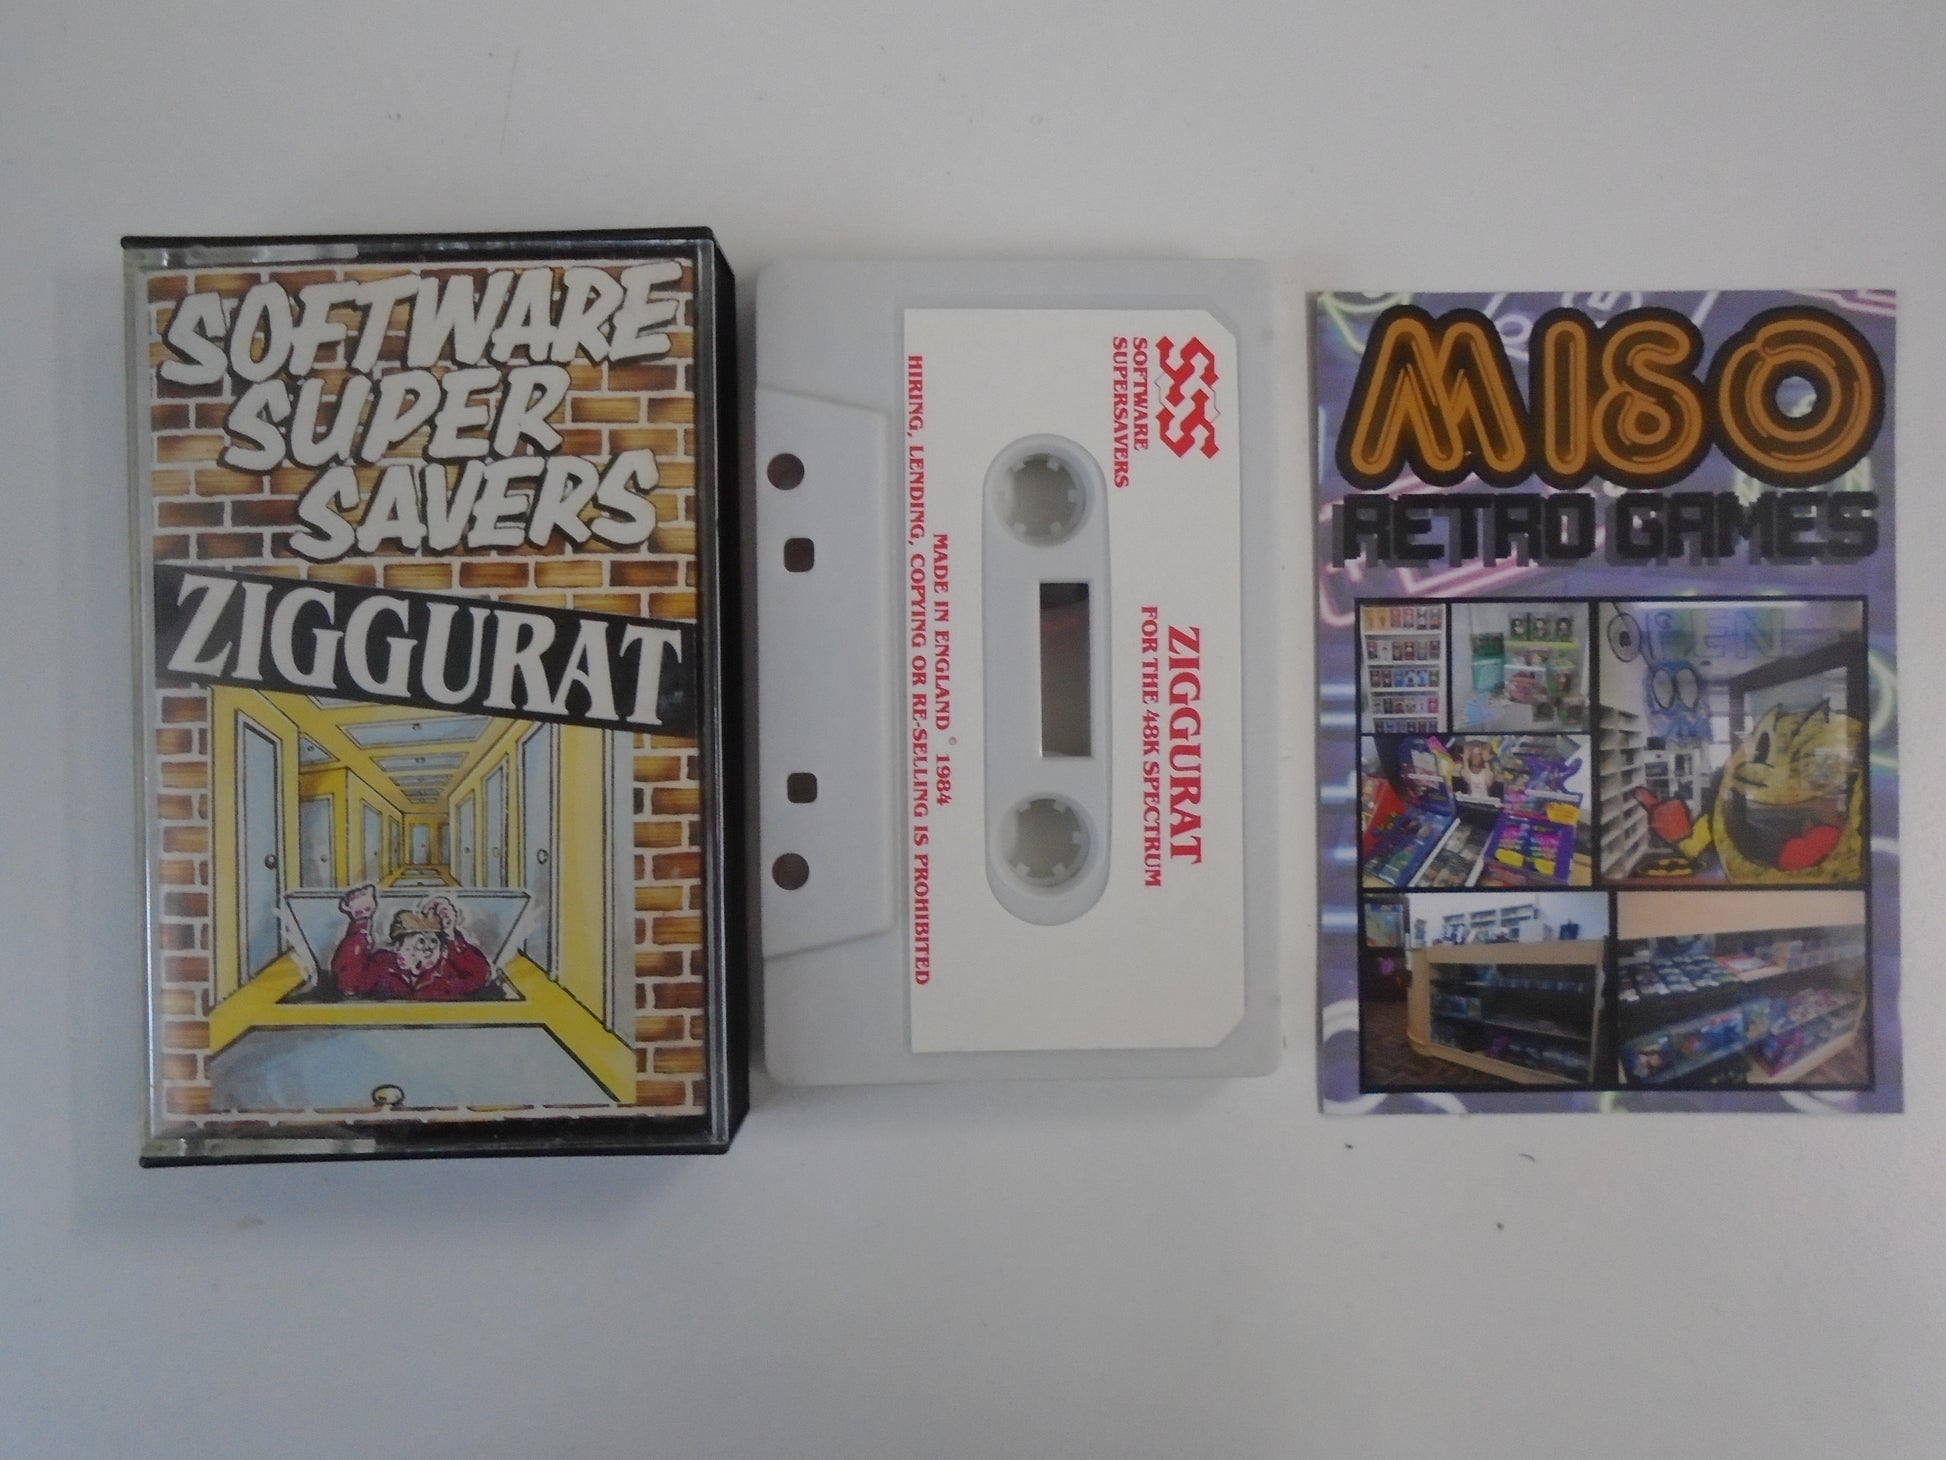 SOFTWARE
SUPER
SAVERS
ZIGGURAT
SOFTWARE
SUPERSAVERS
ZIGGURAT
FOR THE 48K SPECTRUM
MADE IN ENGLAND © 1984
HIRING, LENDING, COPYING OR RE-SELLING IS PROHIBITED
MISO
RETRO GAMES